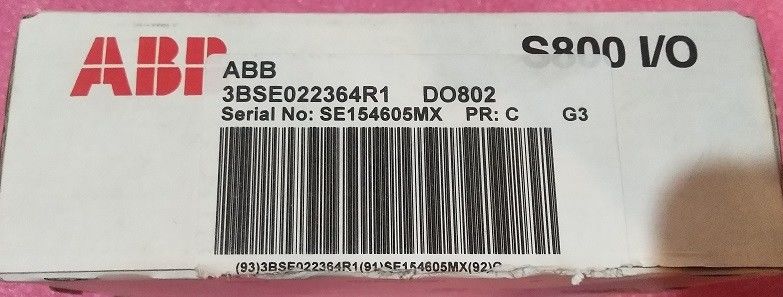 ABB
S800 I/O
ABB
3BSE022364R1 DO802
Serial No: SE154605MX PR: C G3
(93)3BSE022364R1(91)SE154605MX(92)C